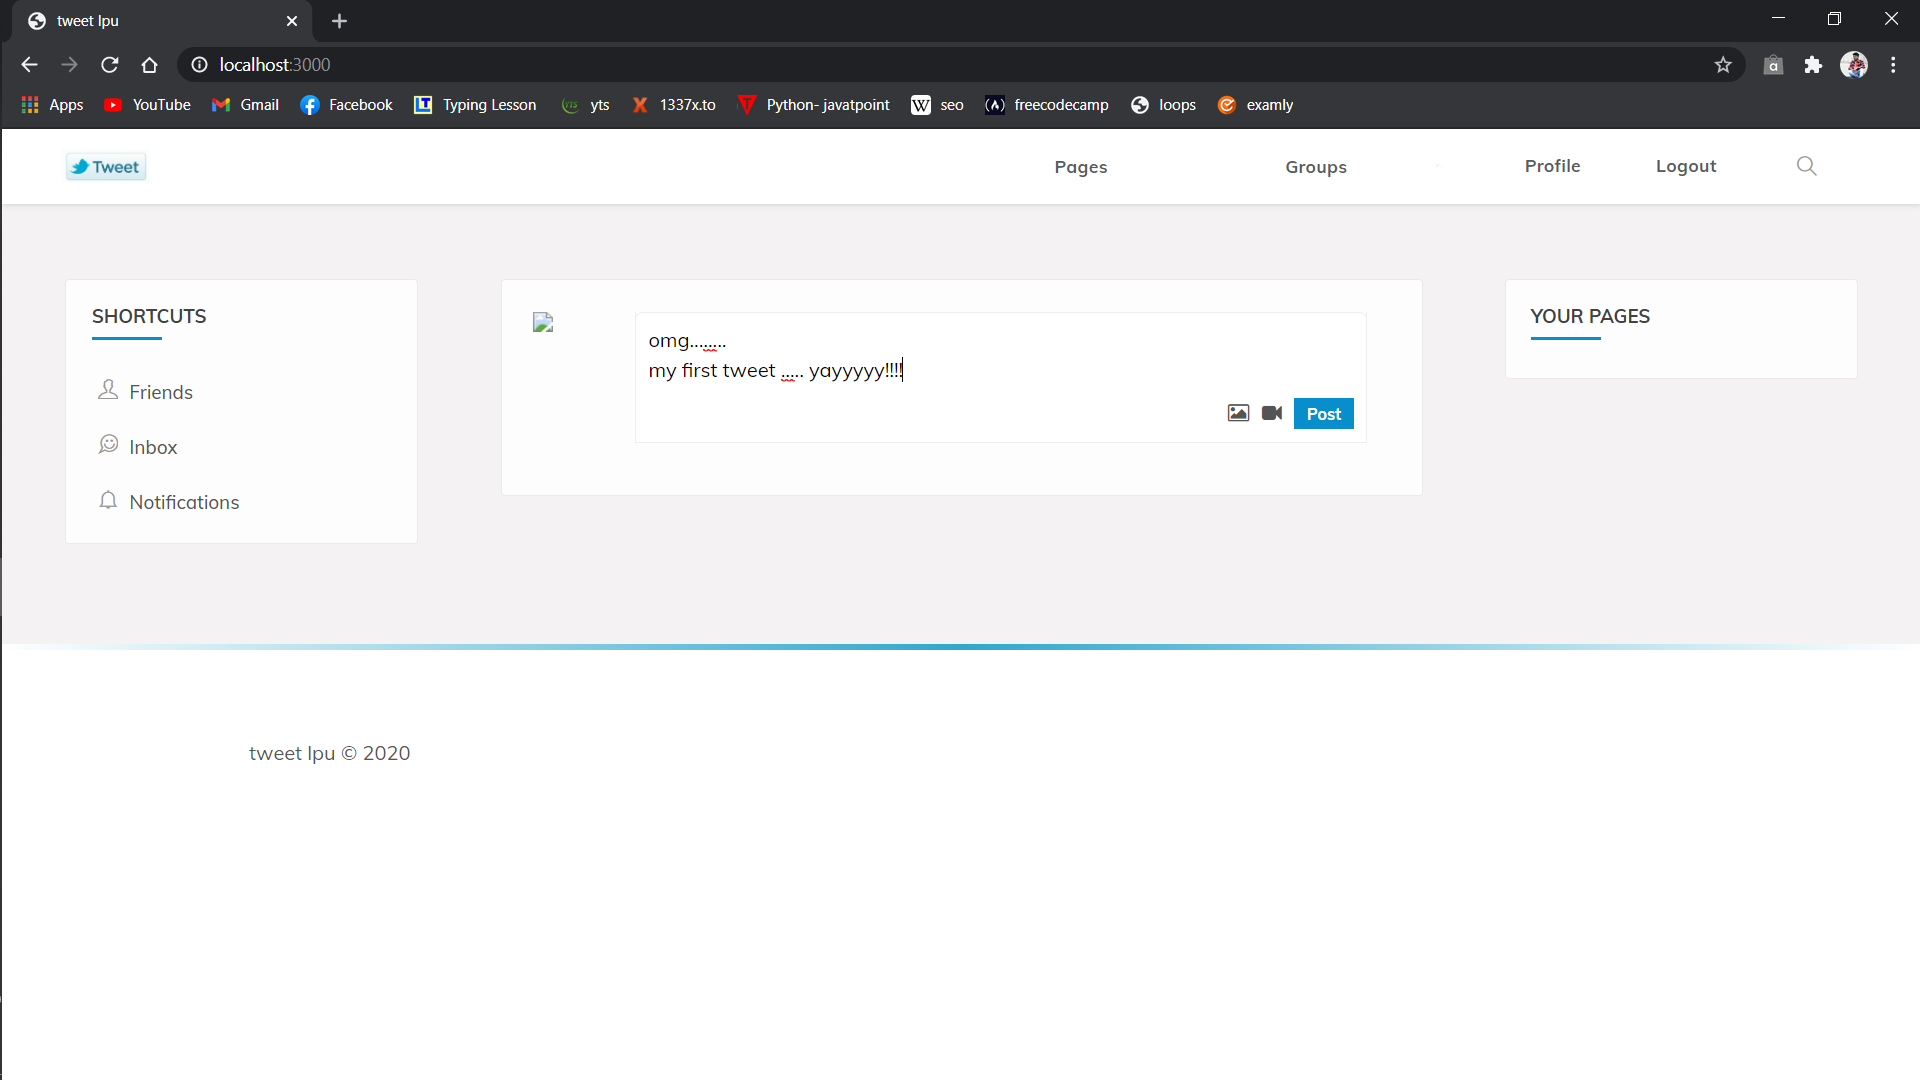 tweet lpu
localhost:3000
Apps YouTube Gmail Facebook Typing Lesson yts 1337x.to Python- javatpoint seo freecodecamp loops examly
Tweet Pages Groups Profile Logout
SHORTCUTS
Friends
Inbox
Notifications
omg........
my first tweet ..... yayyyyy!!!!
Post
YOUR PAGES
tweet lpu © 2020